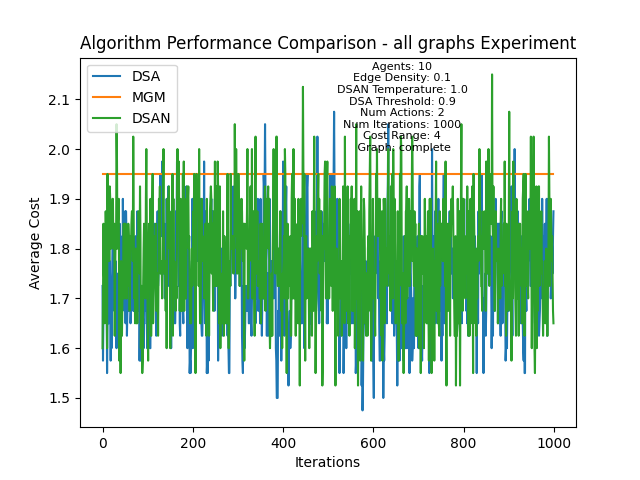 Algorithm Performance Comparison - all graphs Experiment
DSA
MGM
DSAN
Agents: 10
Edge Density: 0.1
DSAN Temperature: 1.0
DSA Threshold: 0.9
Num Actions: 2
Num Iterations: 1000
Cost Range: 4
Graph: complete
Average Cost
2.1
2.0
1.9
1.8
1.7
1.6
1.5
0
200
400
600
800
1000
Iterations